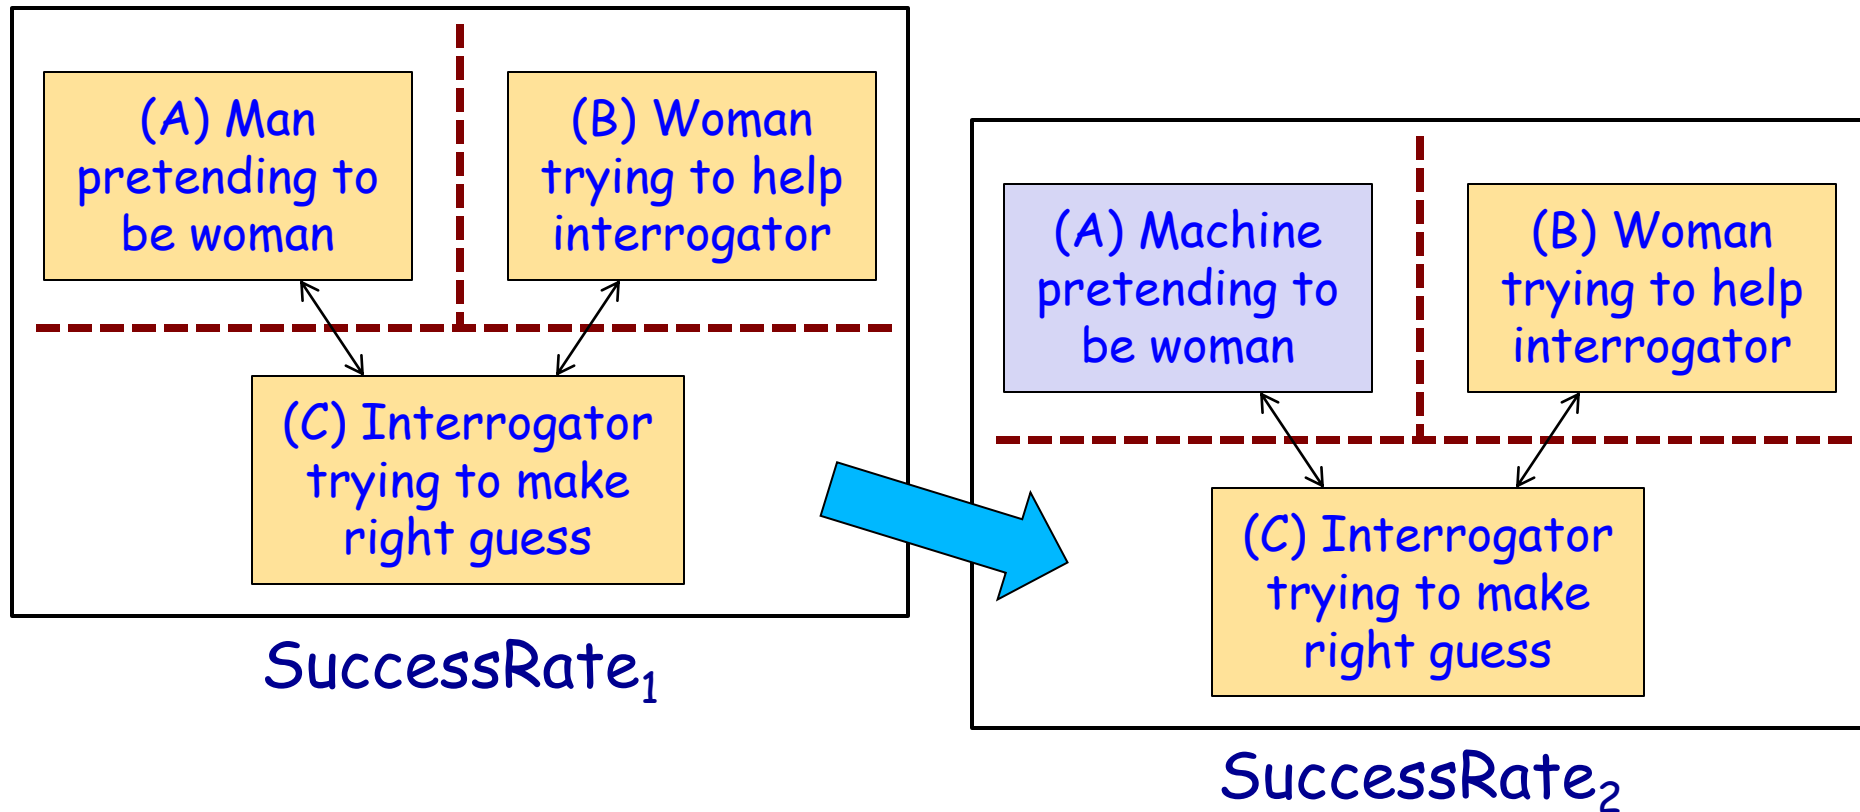 (A) Man
pretending to
be woman
(B) Woman
trying to help
interrogator
(C) Interrogator
trying to make
right guess
SuccessRate₁
(A) Machine
pretending to
be woman
(B) Woman
trying to help
interrogator
(C) Interrogator
trying to make
right guess
SuccessRate₂